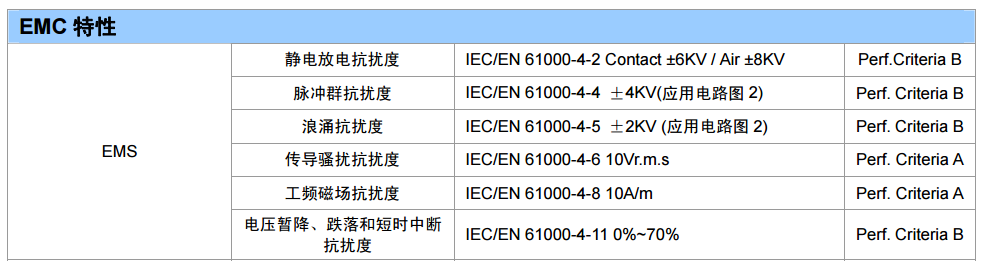 EMC 特性
EMS
静电放电抗扰度 IEC/EN 61000-4-2 Contact ±6KV / Air ±8KV Perf.Criteria B
脉冲群抗扰度 IEC/EN 61000-4-4 ±4KV(应用电路图 2) Perf. Criteria B
浪涌抗扰度 IEC/EN 61000-4-5 ±2KV (应用电路图 2) Perf. Criteria B
传导骚扰抗扰度 IEC/EN 61000-4-6 10Vr.m.s Perf. Criteria A
工频磁场抗扰度 IEC/EN 61000-4-8 10A/m Perf. Criteria A
电压暂降、跌落和短时中断
抗扰度 IEC/EN 61000-4-11 0%~70% Perf. Criteria B